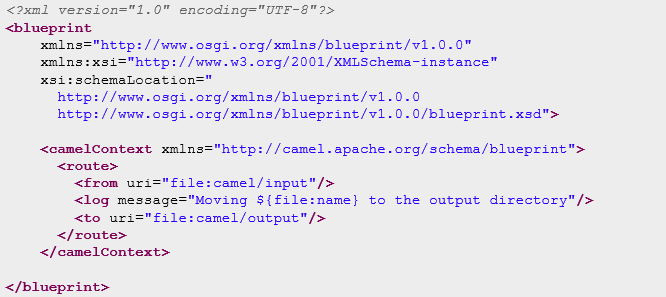 <?xml version="1.0" encoding="UTF-8"?>
<blueprint
xmlns="http://www.osgi.org/xmlns/blueprint/v1.0.0"
xmlns:xsi="http://www.w3.org/2001/XMLSchema-instance"
xsi:schemaLocation="
http://www.osgi.org/xmlns/blueprint/v1.0.0
http://www.osgi.org/xmlns/blueprint/v1.0.0/blueprint.xsd">
<camelContext xmlns="http://camel.apache.org/schema/blueprint">
<route>
<from uri="file:camel/input"/>
<log message="Moving ${file:name} to the output directory"/>
<to uri="file:camel/output"/>
</route>
</camelContext>
</blueprint>